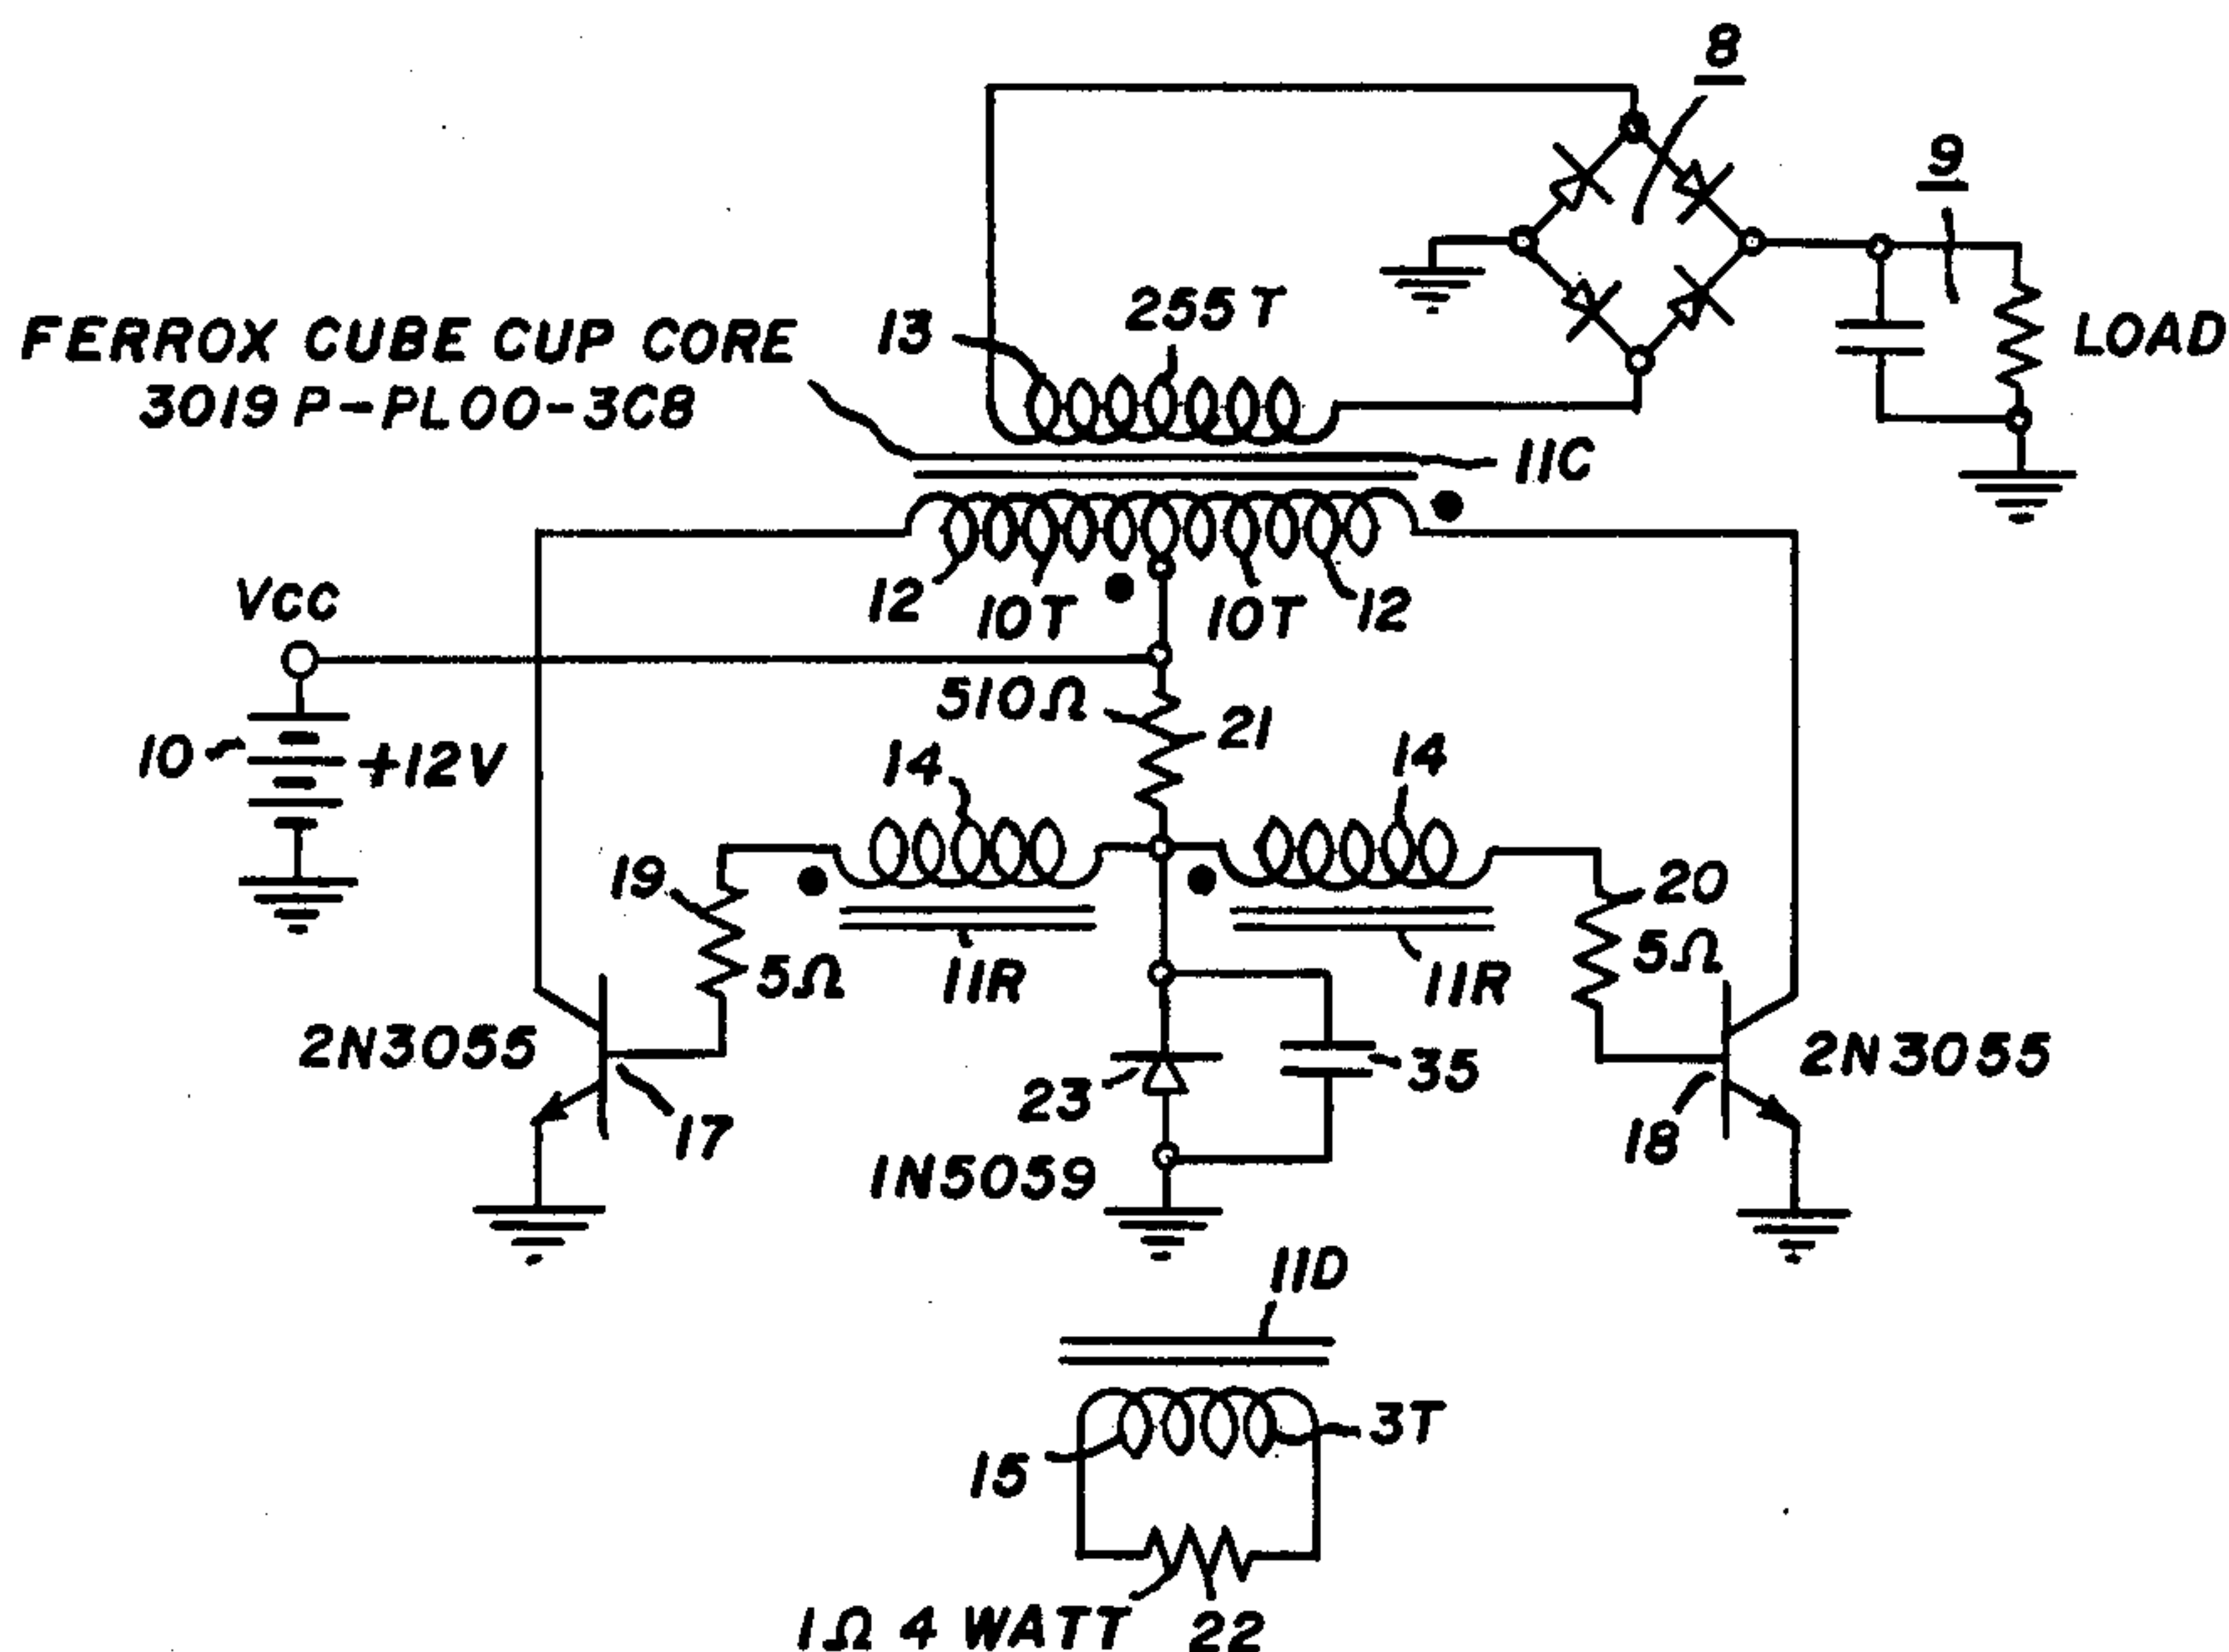 8
9
255 T
13
FERROX CUBE CUP CORE
3019 P-PL00-3C8
LOAD
11C
12
10T
10T
12
VCC
510Ω
21
10
+12V
14
14
19
20
5Ω
5Ω
11R
11R
2N3055
2N3055
23
35
17
18
1N5059
11D
3T
15
1Ω 4 WATT
22